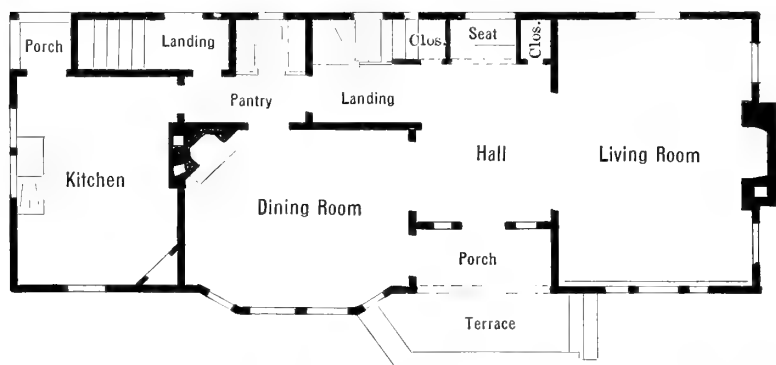 Porch
Landing
Clos.
Seat
Clos.
Pantry
Landing
Kitchen
Dining Room
Hall
Living Room
Porch
Terrace